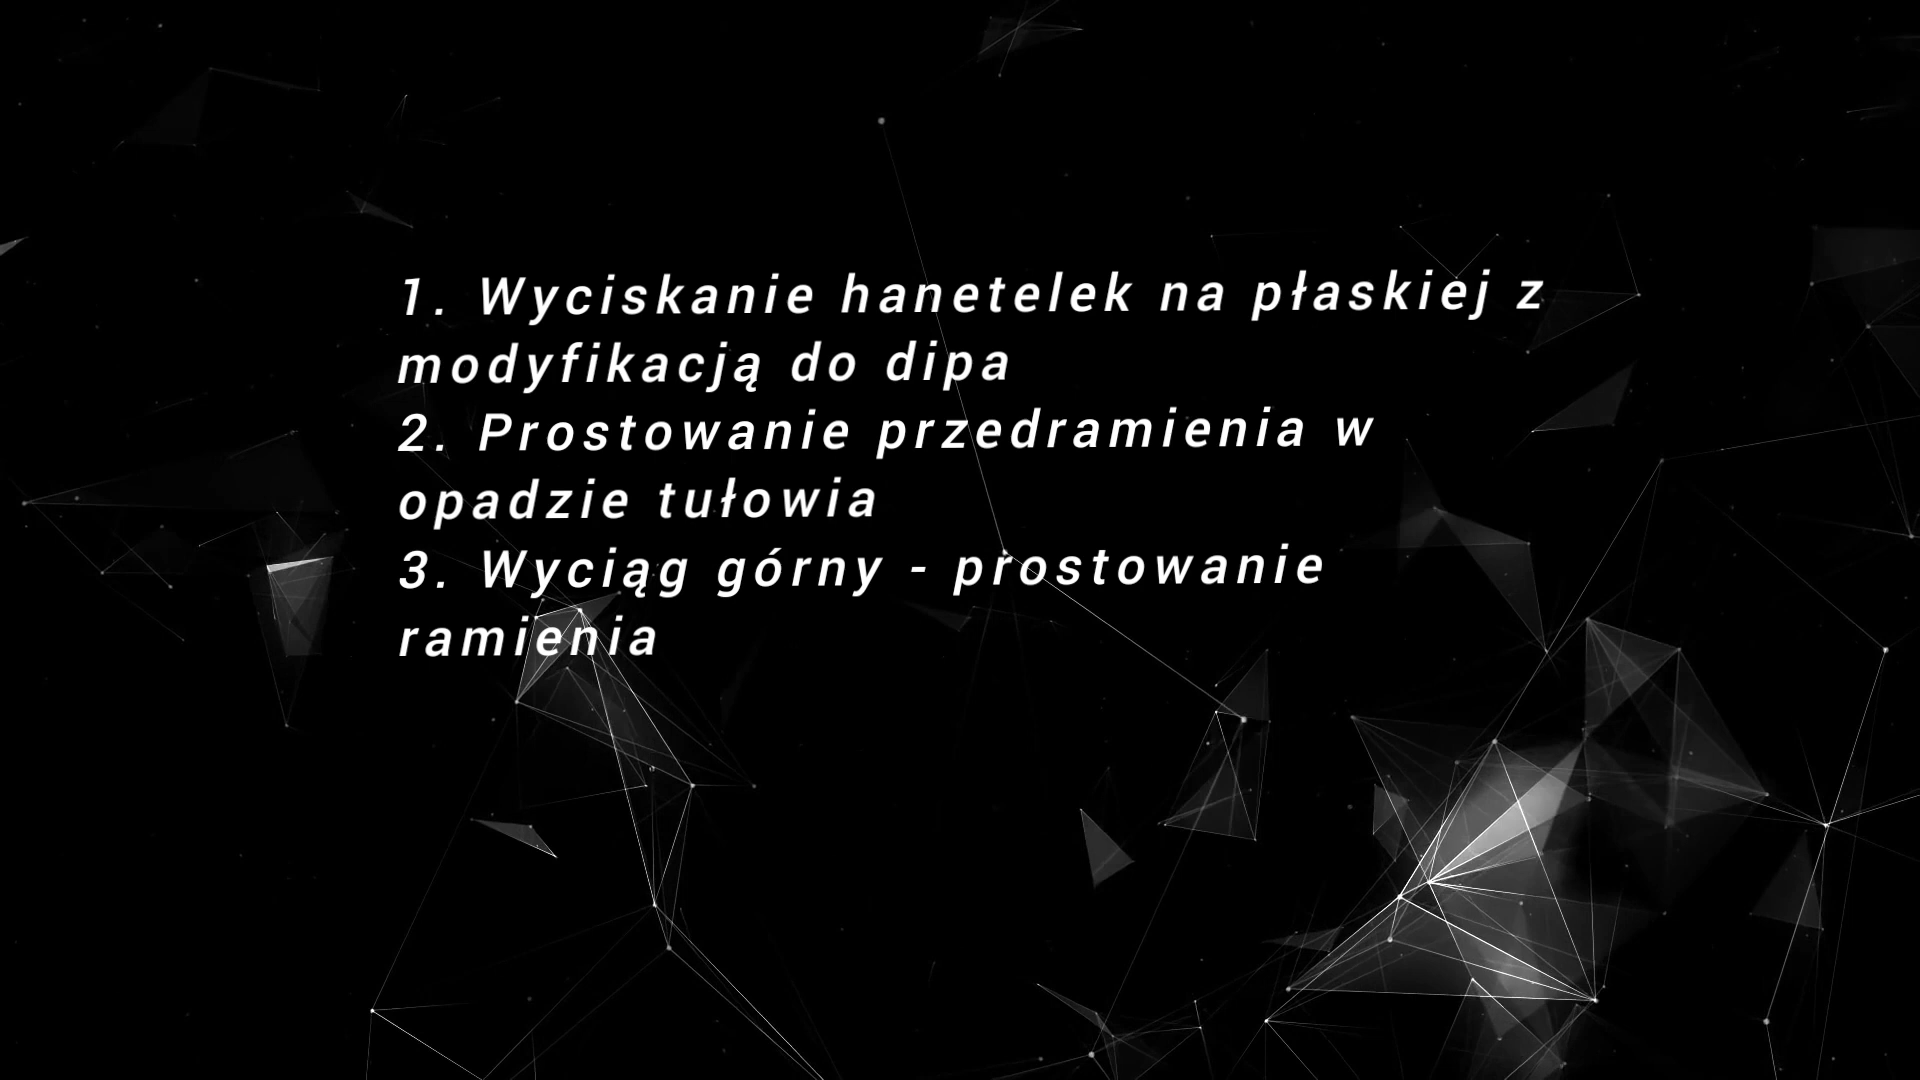 1. Wyciskanie hanetelek na płaskiej z
modyfikacją do dipa
2. Prostowanie przedramienia w
opadzie tułowia
3. Wyciąg górny - prostowanie
ramienia